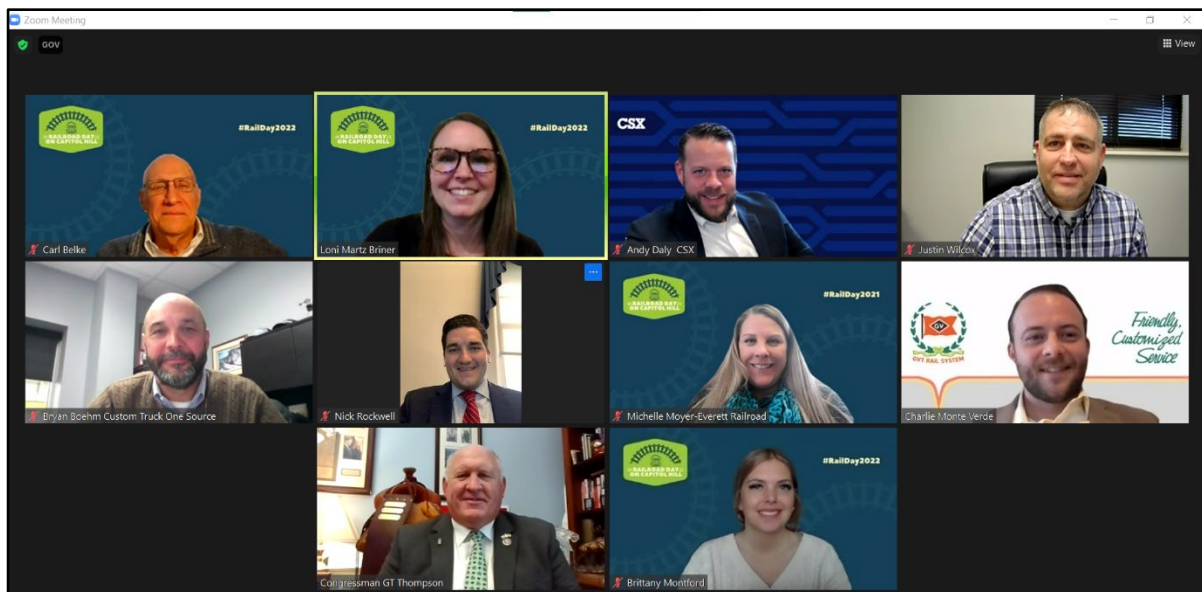 Zoom Meeting
GOV
View
RAILROAD DAY
ON CAPITOL HILL
#RailDay2022
Carl Belke
RAILROAD DAY
ON CAPITOL HILL
#RailDay2022
Loni Martz Briner
CSX
Andy Daly CSX
Justin Wilcox
Bryan Boehm Custom Truck One Source
Nick Rockwell
RAILROAD DAY
ON CAPITOL HILL
#RailDay2021
Michelle Moyer-Everett Railroad
GV
GVT RAIL SYSTEM
Friendly,
Customized
Service
Charlie Monte Verde
Congressman GT Thompson
RAILROAD DAY
ON CAPITOL HILL
#RailDay2022
Brittany Montford